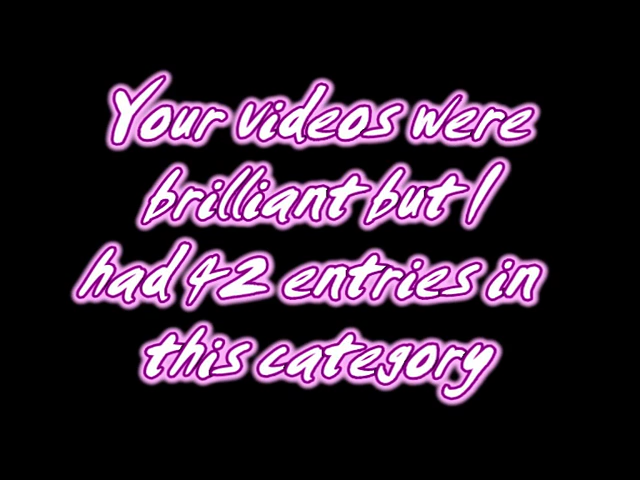 Your videos were
brilliant but I
had 42 entries in
this category